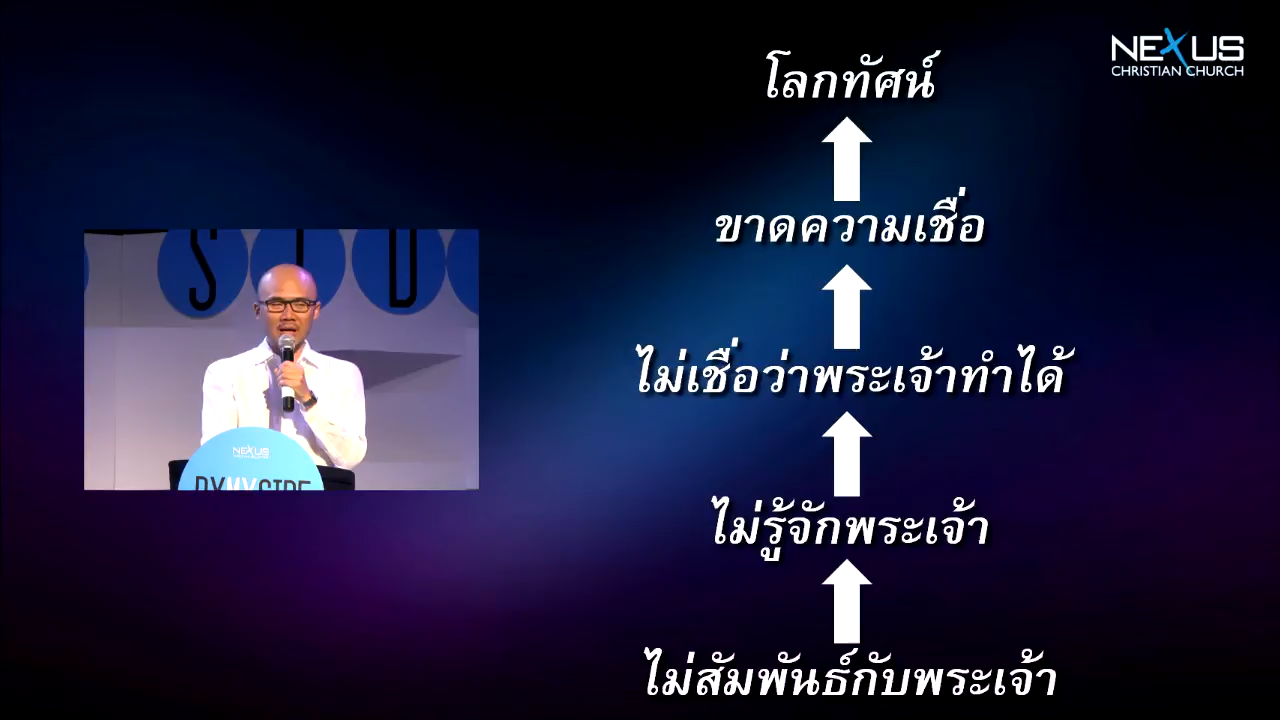 NEXUS
CHRISTIAN CHURCH
โลกทัศน์
ขาดความเชื่อ
ไม่เชื่อว่าพระเจ้าทำได้
ไม่รู้จักพระเจ้า
ไม่สัมพันธ์กับพระเจ้า
S I D
NEXUS
BYMYSIDE